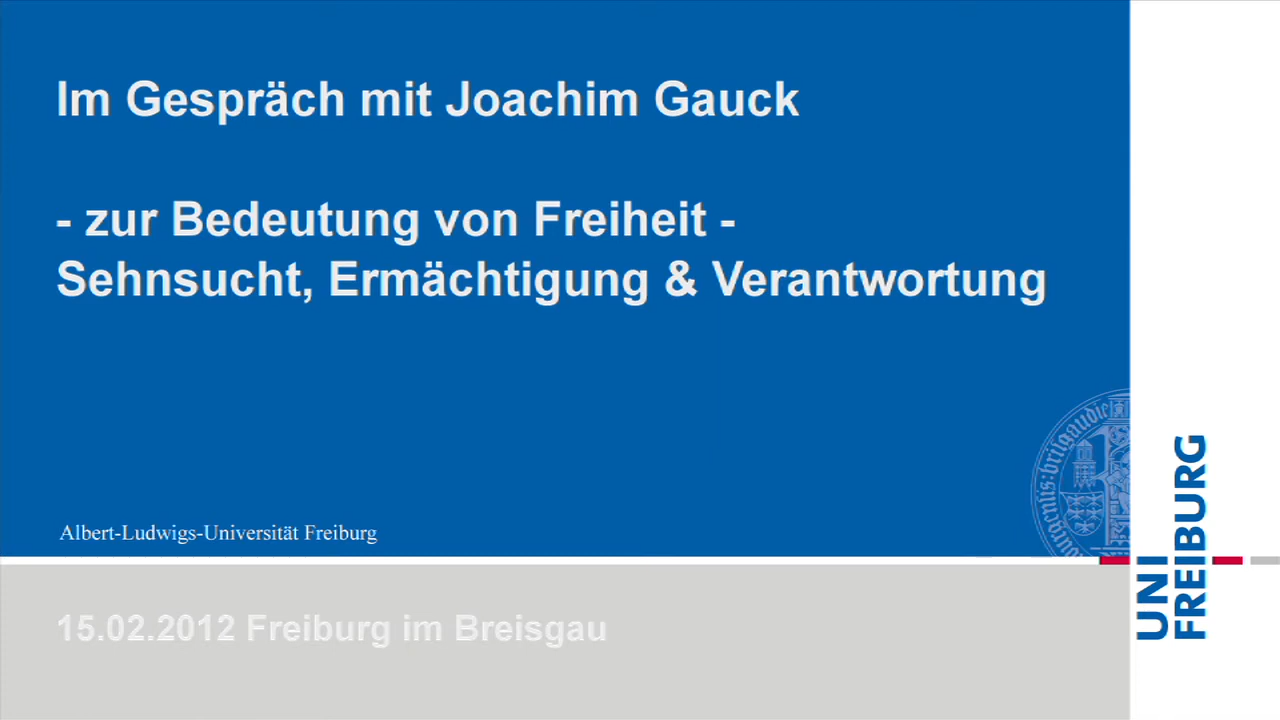 Im Gespräch mit Joachim Gauck
- zur Bedeutung von Freiheit -
Sehnsucht, Ermächtigung & Verantwortung
Albert-Ludwigs-Universität Freiburg
15.02.2012 Freiburg im Breisgau
UNI
FREIBURG